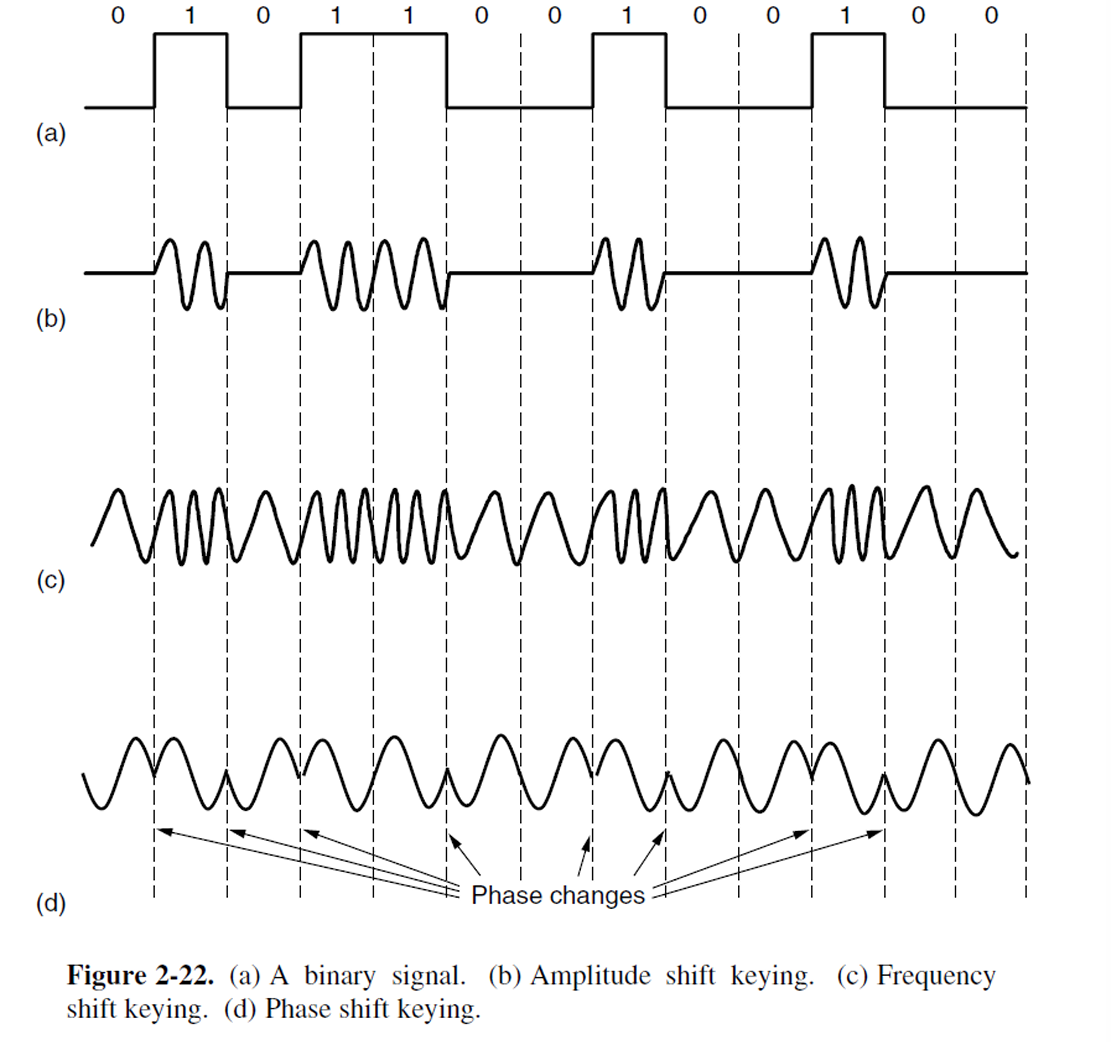 0 1 0 1 1 0 0 1 0 0 1 0 0
(a)
(b)
(c)
Phase changes
(d)
Figure 2-22. (a) A binary signal. (b) Amplitude shift keying. (c) Frequency
shift keying. (d) Phase shift keying.